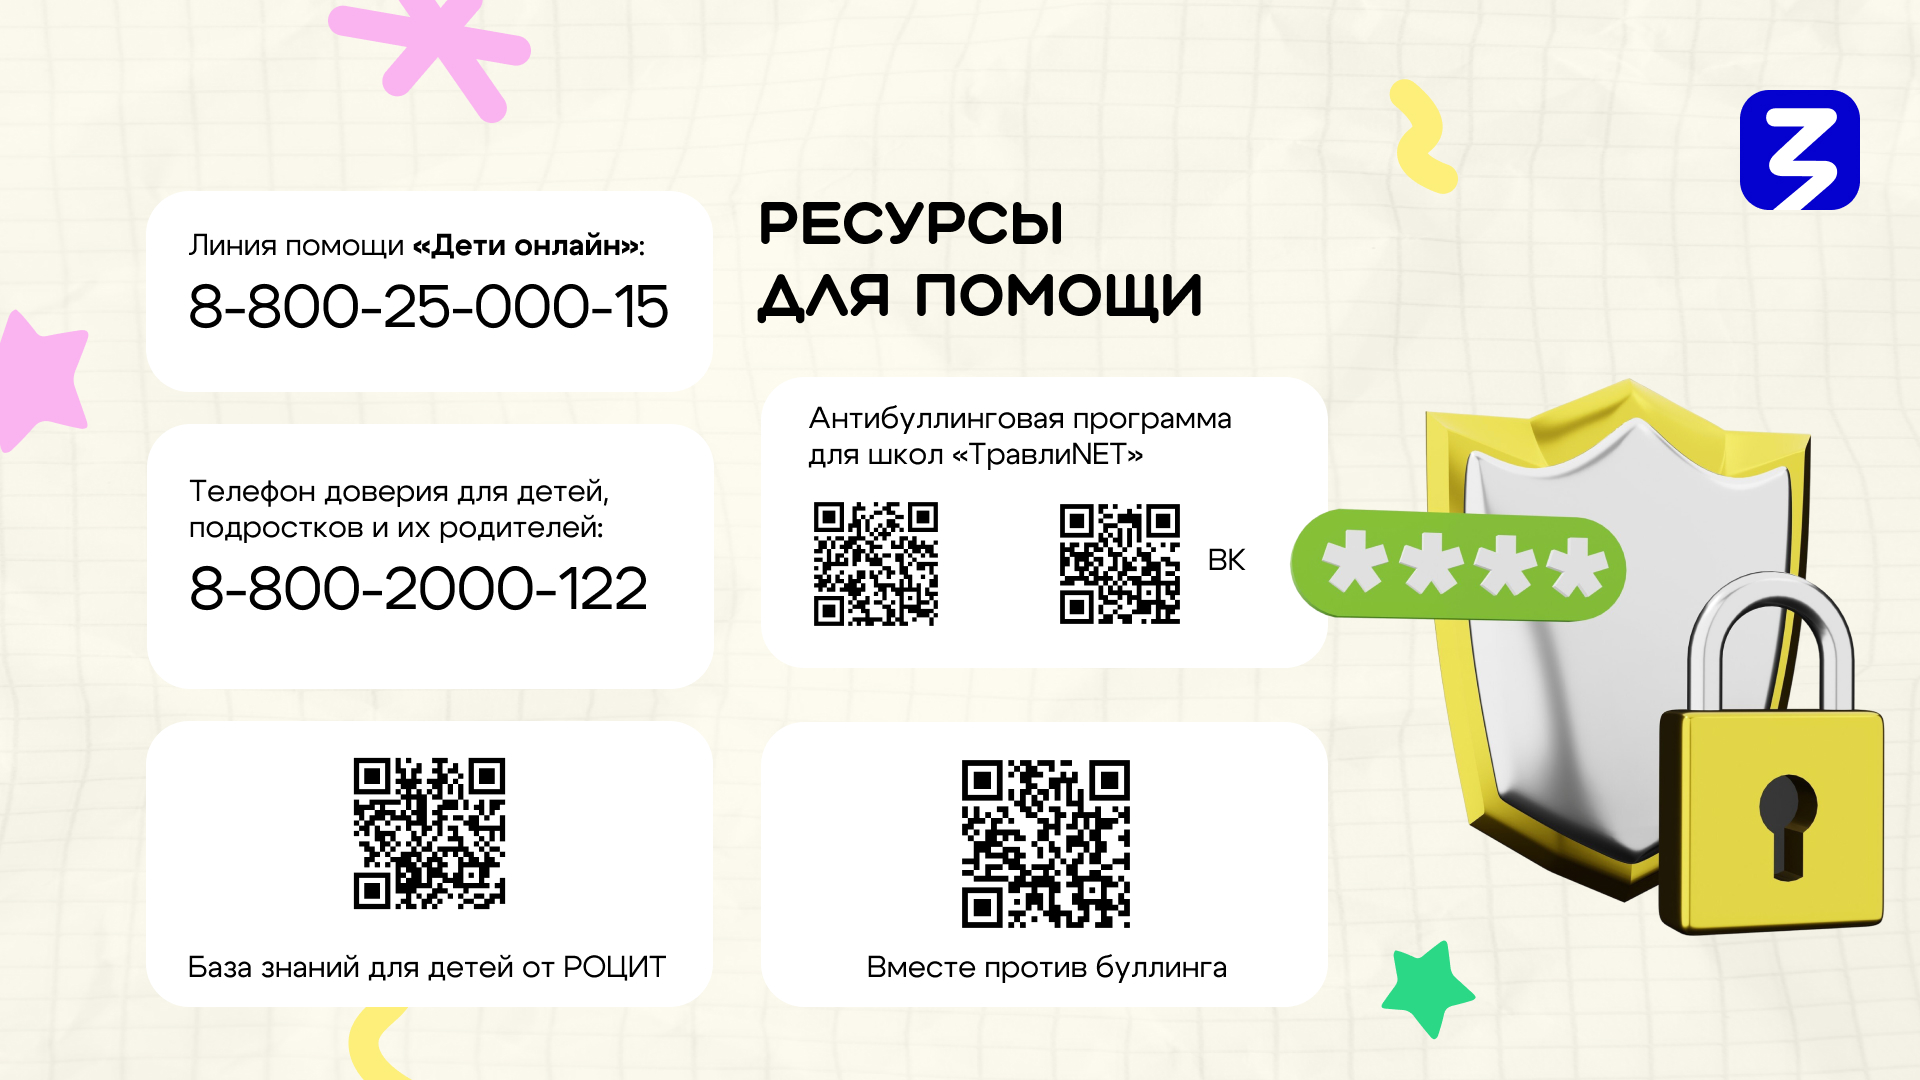 РЕСУРСЫ
ДЛЯ ПОМОЩИ
Линия помощи «Дети онлайн»:
8-800-25-000-15
Телефон доверия для детей,
подростков и их родителей:
8-800-2000-122
Антибуллинговая программа
для школ «ТравлиNET»
ВК
****
База знаний для детей от РОЦИТ
Вместе против буллинга